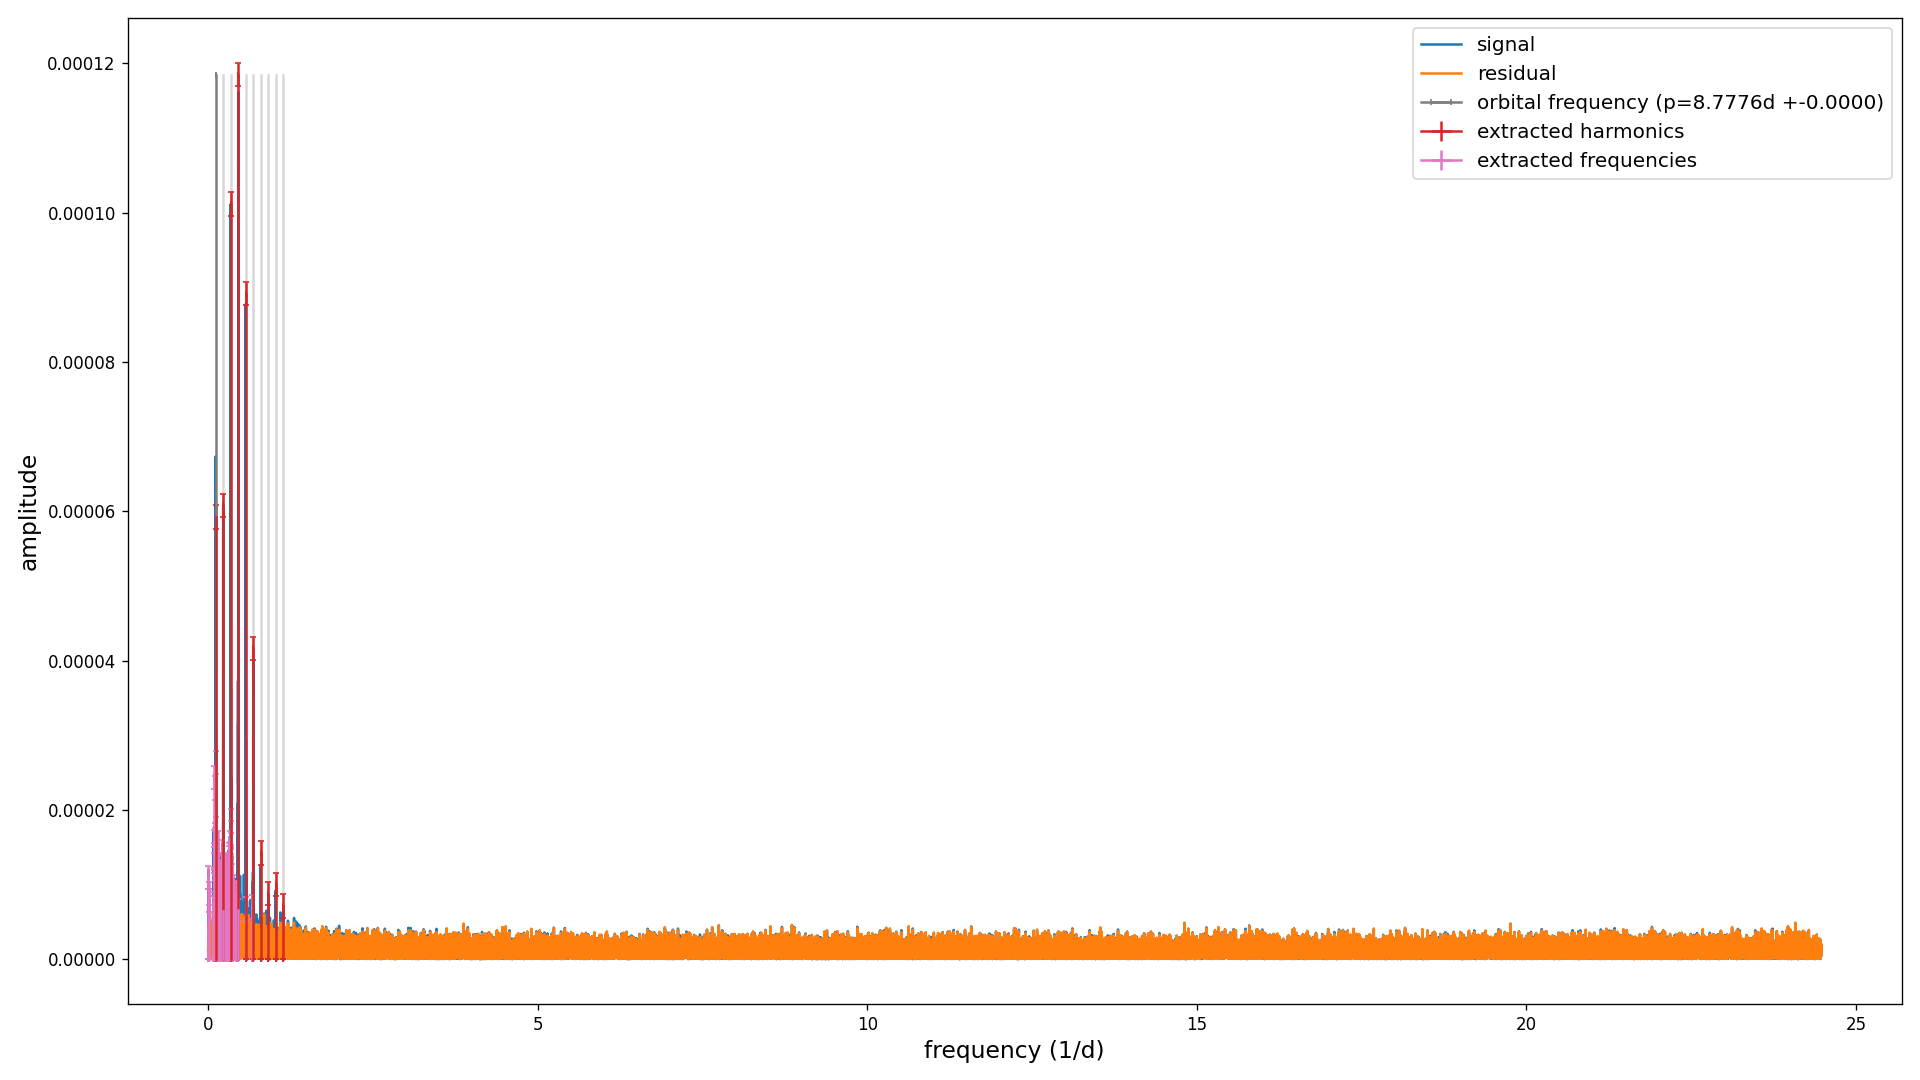 signal
residual
orbital frequency (p=8.7776d +-0.0000)
extracted harmonics
extracted frequencies
0.00012
0.00010
0.00008
0.00006
0.00004
0.00002
0.00000
amplitude
0 5 10 15 20 25
frequency (1/d)